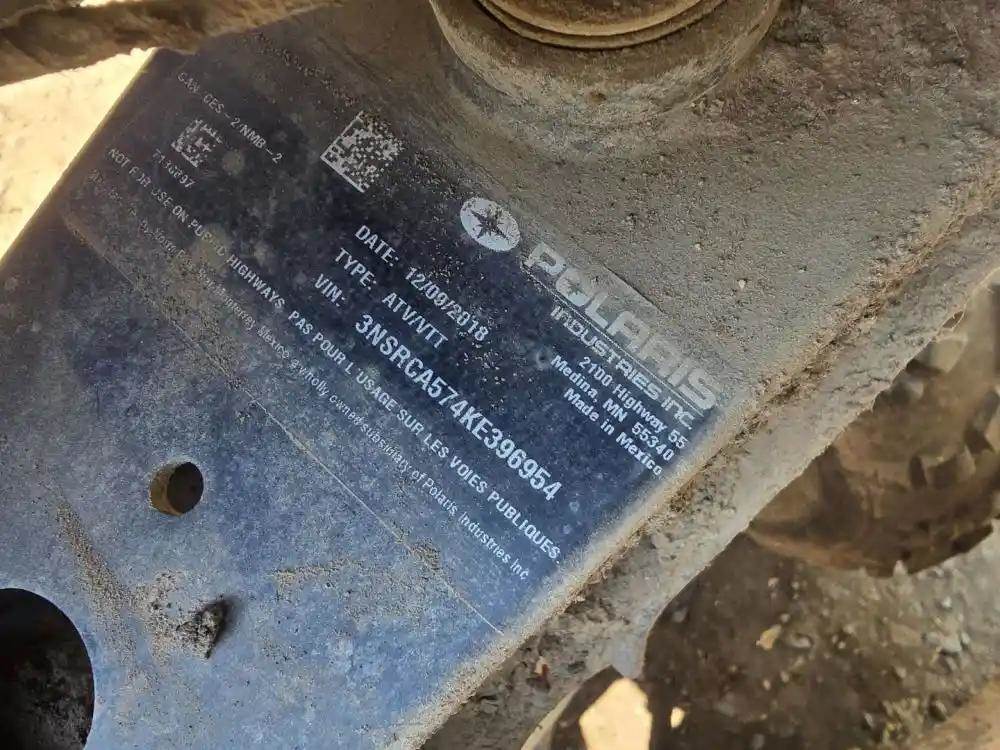 POLARIS
INDUSTRIES INC.
2100 Highway 55
Medina, MN 55340
Made in Mexico
DATE: 12/09/2018
TYPE: ATV/VTT
VIN: 3NSRCA574KE396954
CAN ICES-2/NMB-2
NOT FOR USE ON PUBLIC HIGHWAYS. PAS POUR L'USAGE SUR LES VOIES PUBLIQUES.
Monterrey Mexico a wholly owned subsidiary of Polaris Industries Inc